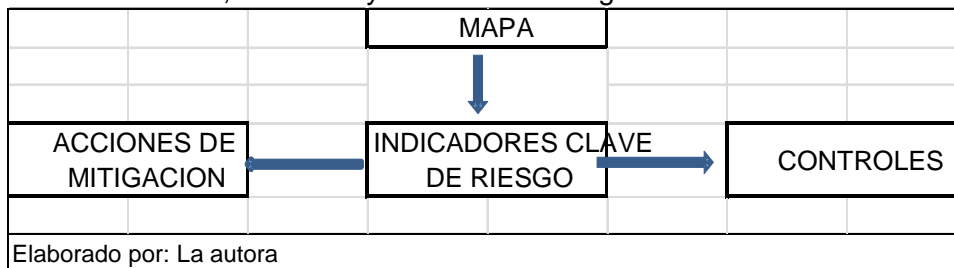 MAPA
ACCIONES DE
MITIGACION
INDICADORES CLAVE
DE RIESGO
CONTROLES
Elaborado por: La autora